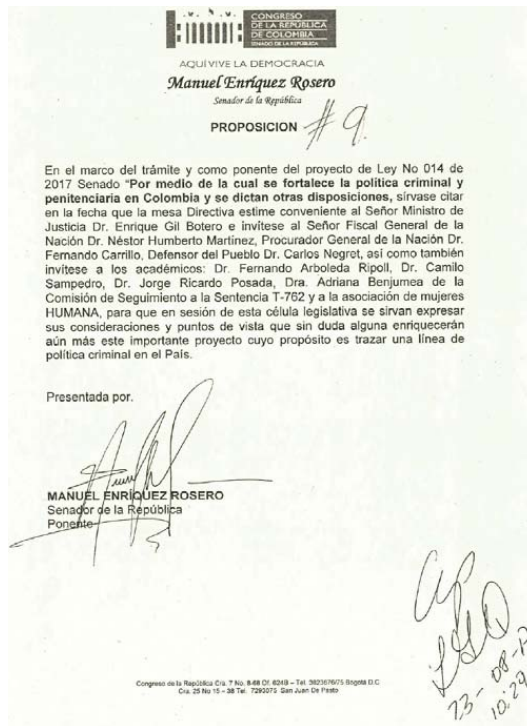 CONGRESO
DE LA REPÚBLICA
DE COLOMBIA
SENADO DE LA REPÚBLICA
AQUÍ VIVE LA DEMOCRACIA
Manuel Enríquez Rosero
Senador de la República
PROPOSICION # 9.
En el marco del trámite y como ponente del proyecto de Ley No 014 de
2017 Senado "Por medio de la cual se fortalece la política criminal y
penitenciaria en Colombia y se dictan otras disposiciones, sírvase citar
en la fecha que la mesa Directiva estime conveniente al Señor Ministro de
Justicia Dr. Enrique Gil Botero e invítese al Señor Fiscal General de la
Nación Dr. Néstor Humberto Martínez, Procurador General de la Nación Dr.
Fernando Carrillo, Defensor del Pueblo Dr. Carlos Negret, así como también
invítese a los académicos: Dr. Fernando Arboleda Ripoll, Dr. Camilo
Sampedro, Dr. Jorge Ricardo Posada, Dra. Adriana Benjumea de la
Comisión de Seguimiento a la Sentencia T-762 y a la asociación de mujeres
HUMANA, para que en sesión de esta célula legislativa se sirvan expresar
sus consideraciones y puntos de vista que sin duda alguna enriquecerán
aún más este importante proyecto cuyo propósito es trazar una línea de
política criminal en el País.
Presentada por.
MANUEL ENRÍQUEZ ROSERO
Senador de la República
Ponente
23-08-17
10:29
Congreso de la República Cra. 7 No. 8-68 Of. 624B – Tel. 3823676/75 Bogotá D.C
Cra. 25 No 15 – 38 Tel. 7293075 San Juan De Pasto